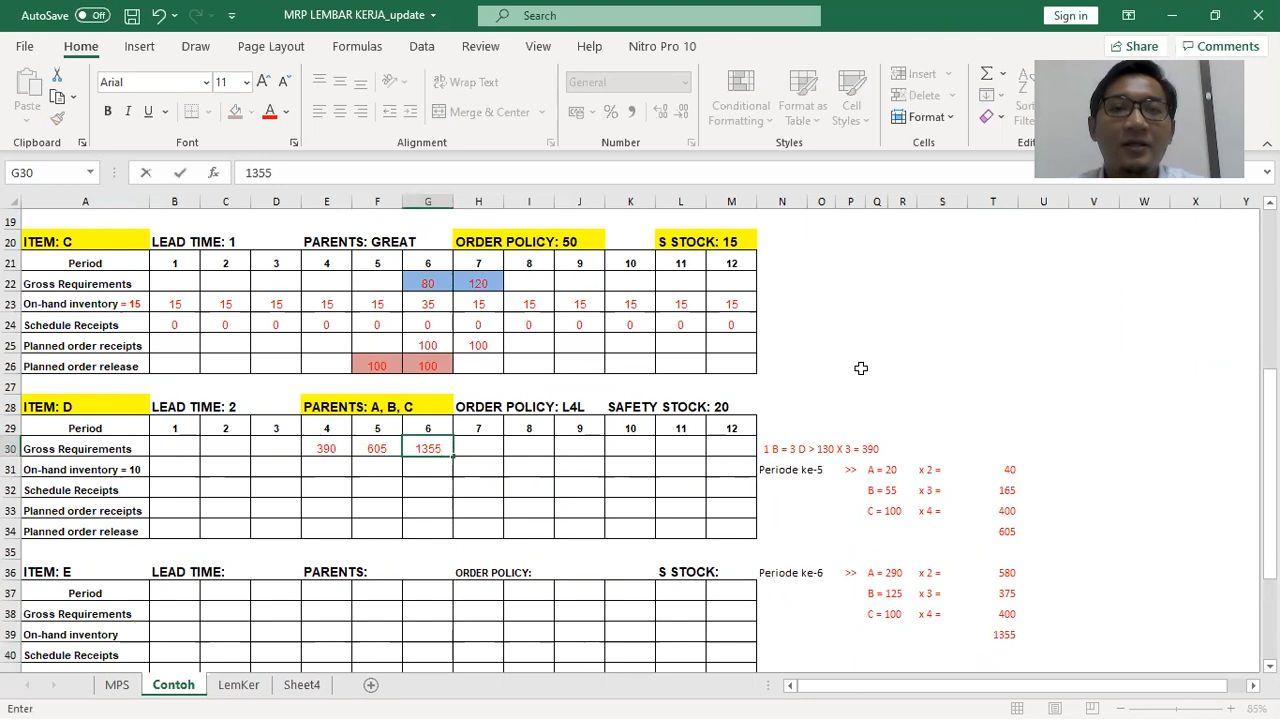 AutoSave Off MRP LEMBAR KERJA_update Search Sign in
File Home Insert Draw Page Layout Formulas Data Review View Help Nitro Pro 10 Share Comments
Arial 11 Wrap Text General Insert
Paste B I U Merge & Center Conditional Formatting Format as Table Cell Styles Delete
Format
Clipboard Font Alignment Number Styles Cells
G30 1355
A B C D E F G H I J K L M N O P Q R S T U V W X Y
19
20 ITEM: C LEAD TIME: 1 PARENTS: GREAT ORDER POLICY: 50 S STOCK: 15
21 Period 1 2 3 4 5 6 7 8 9 10 11 12
22 Gross Requirements 80 120
23 On-hand inventory = 15 15 15 15 15 15 35 15 15 15 15 15 15
24 Schedule Receipts 0 0 0 0 0 0 0 0 0 0 0 0
25 Planned order receipts 100 100
26 Planned order release 100 100
27
28 ITEM: D LEAD TIME: 2 PARENTS: A, B, C ORDER POLICY: L4L SAFETY STOCK: 20
29 Period 1 2 3 4 5 6 7 8 9 10 11 12
30 Gross Requirements 390 605 1355 1 B = 3 D > 130 X 3 = 390
31 On-hand inventory = 10 Periode ke-5 >> A = 20 x 2 = 40
32 Schedule Receipts B = 55 x 3 = 165
33 Planned order receipts C = 100 x 4 = 400
34 Planned order release 605
35
36 ITEM: E LEAD TIME: PARENTS: ORDER POLICY: S STOCK: Periode ke-6 >> A = 290 x 2 = 580
37 Period B = 125 x 3 = 375
38 Gross Requirements C = 100 x 4 = 400
39 On-hand inventory 1355
40 Schedule Receipts
MPS Contoh LemKer Sheet4
Enter 85%